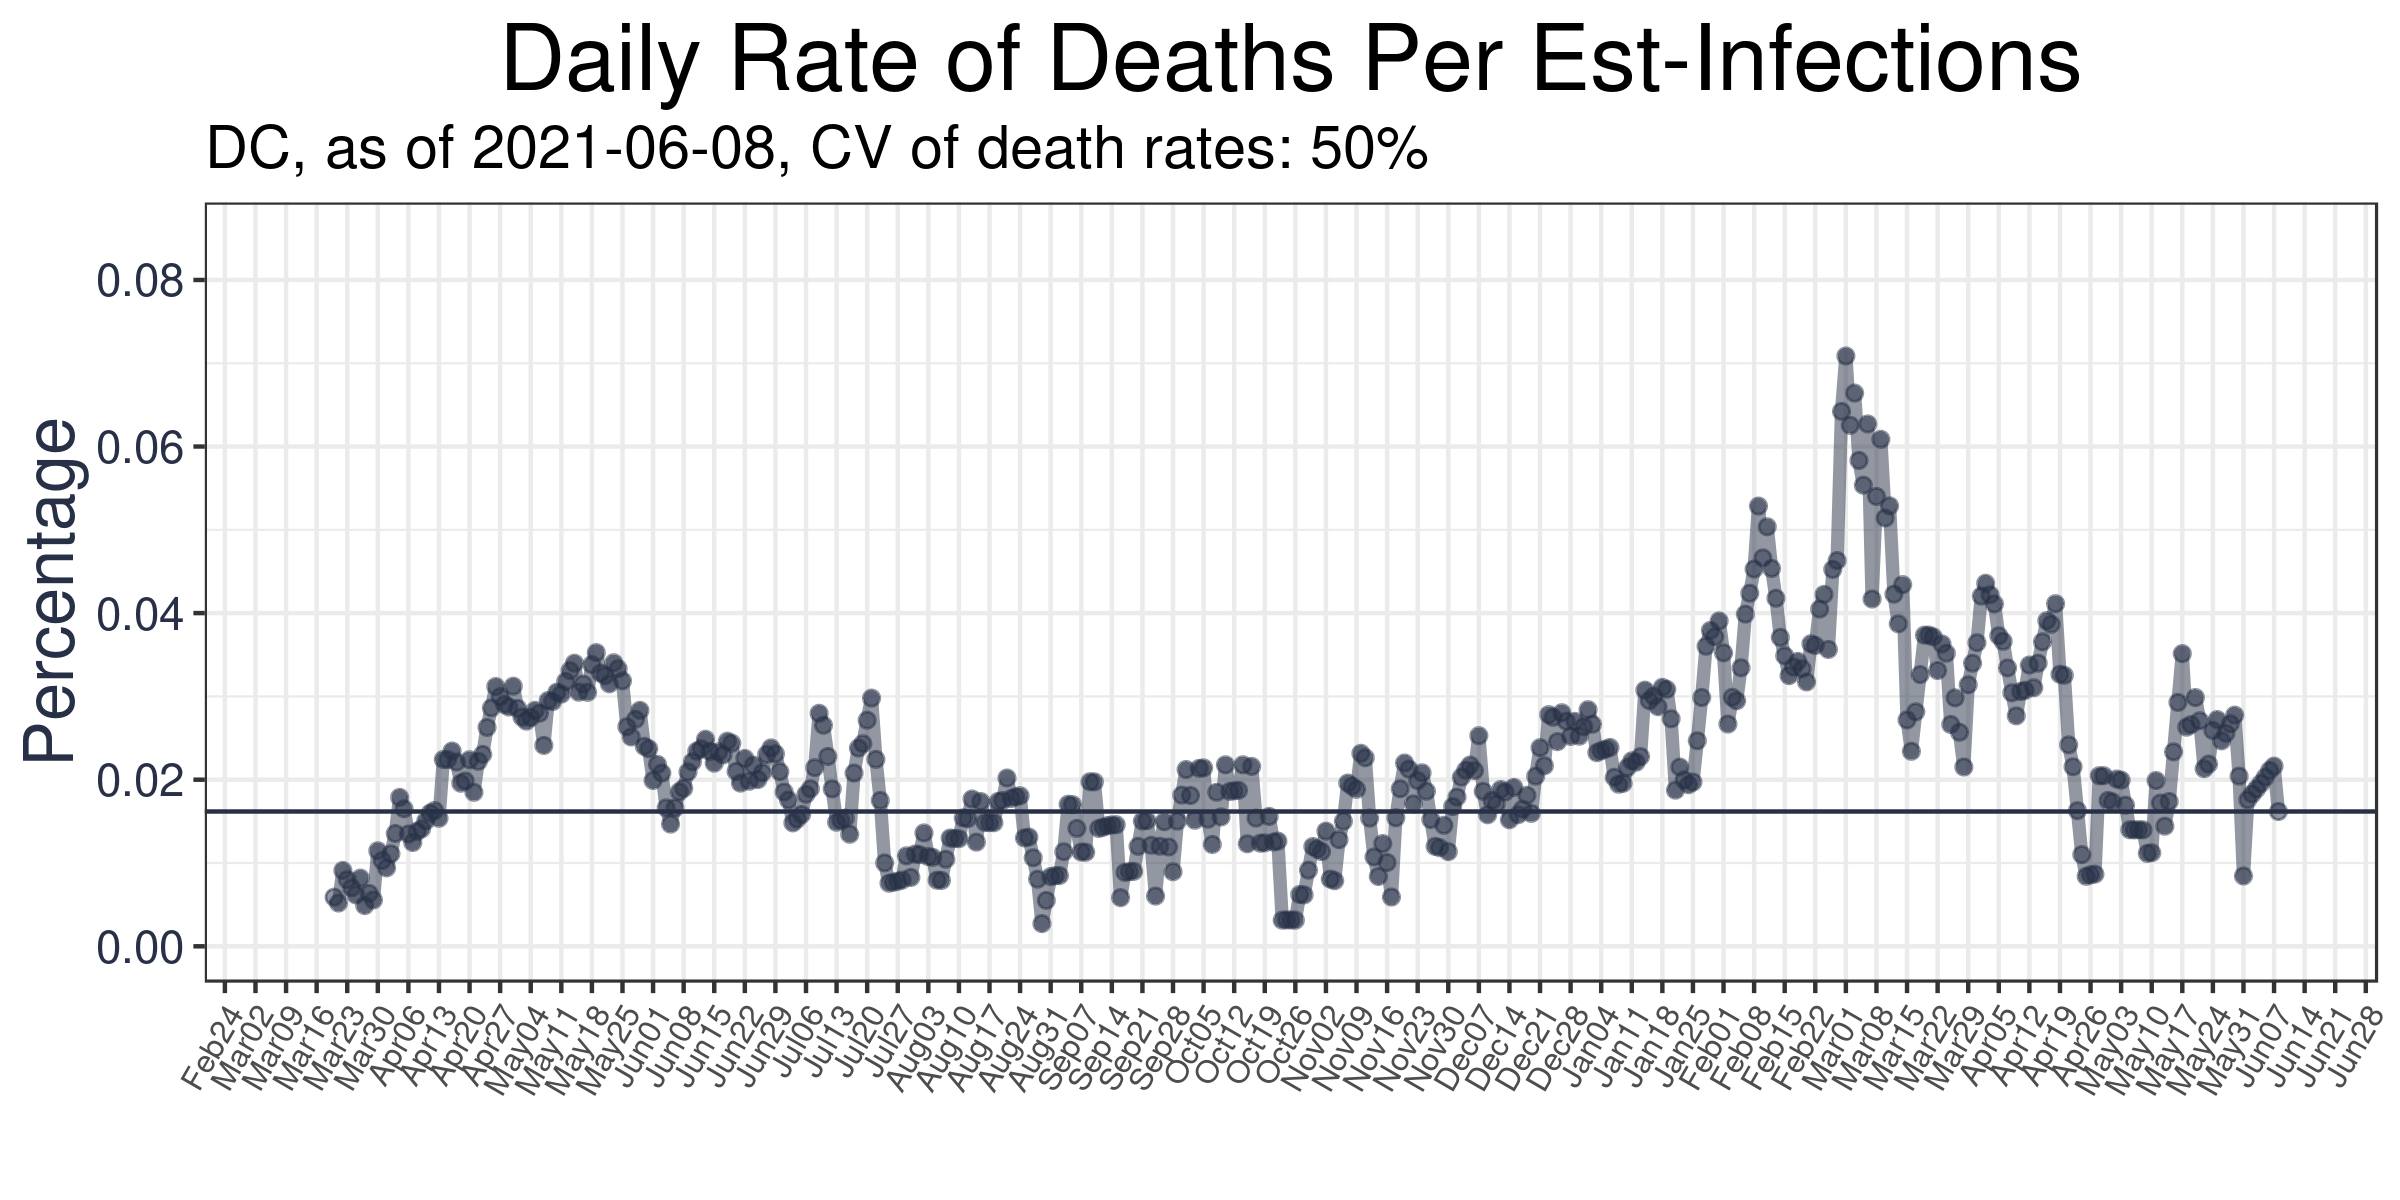 Daily Rate of Deaths Per Est-Infections
DC, as of 2021-06-08, CV of death rates: 50%
Percentage
0.08
0.06
0.04
0.02
0.00
Feb24
Mar02
Mar09
Mar16
Mar23
Mar30
Apr06
Apr13
Apr20
Apr27
May04
May11
May18
May25
Jun01
Jun08
Jun15
Jun22
Jun29
Jul06
Jul13
Jul20
Jul27
Aug03
Aug10
Aug17
Aug24
Aug31
Sep07
Sep14
Sep21
Sep28
Oct05
Oct12
Oct19
Oct26
Nov02
Nov09
Nov16
Nov23
Nov30
Dec07
Dec14
Dec21
Dec28
Jan04
Jan11
Jan18
Jan25
Feb01
Feb08
Feb15
Feb22
Mar01
Mar08
Mar15
Mar22
Mar29
Apr05
Apr12
Apr19
Apr26
May03
May10
May17
May24
May31
Jun07
Jun14
Jun21
Jun28